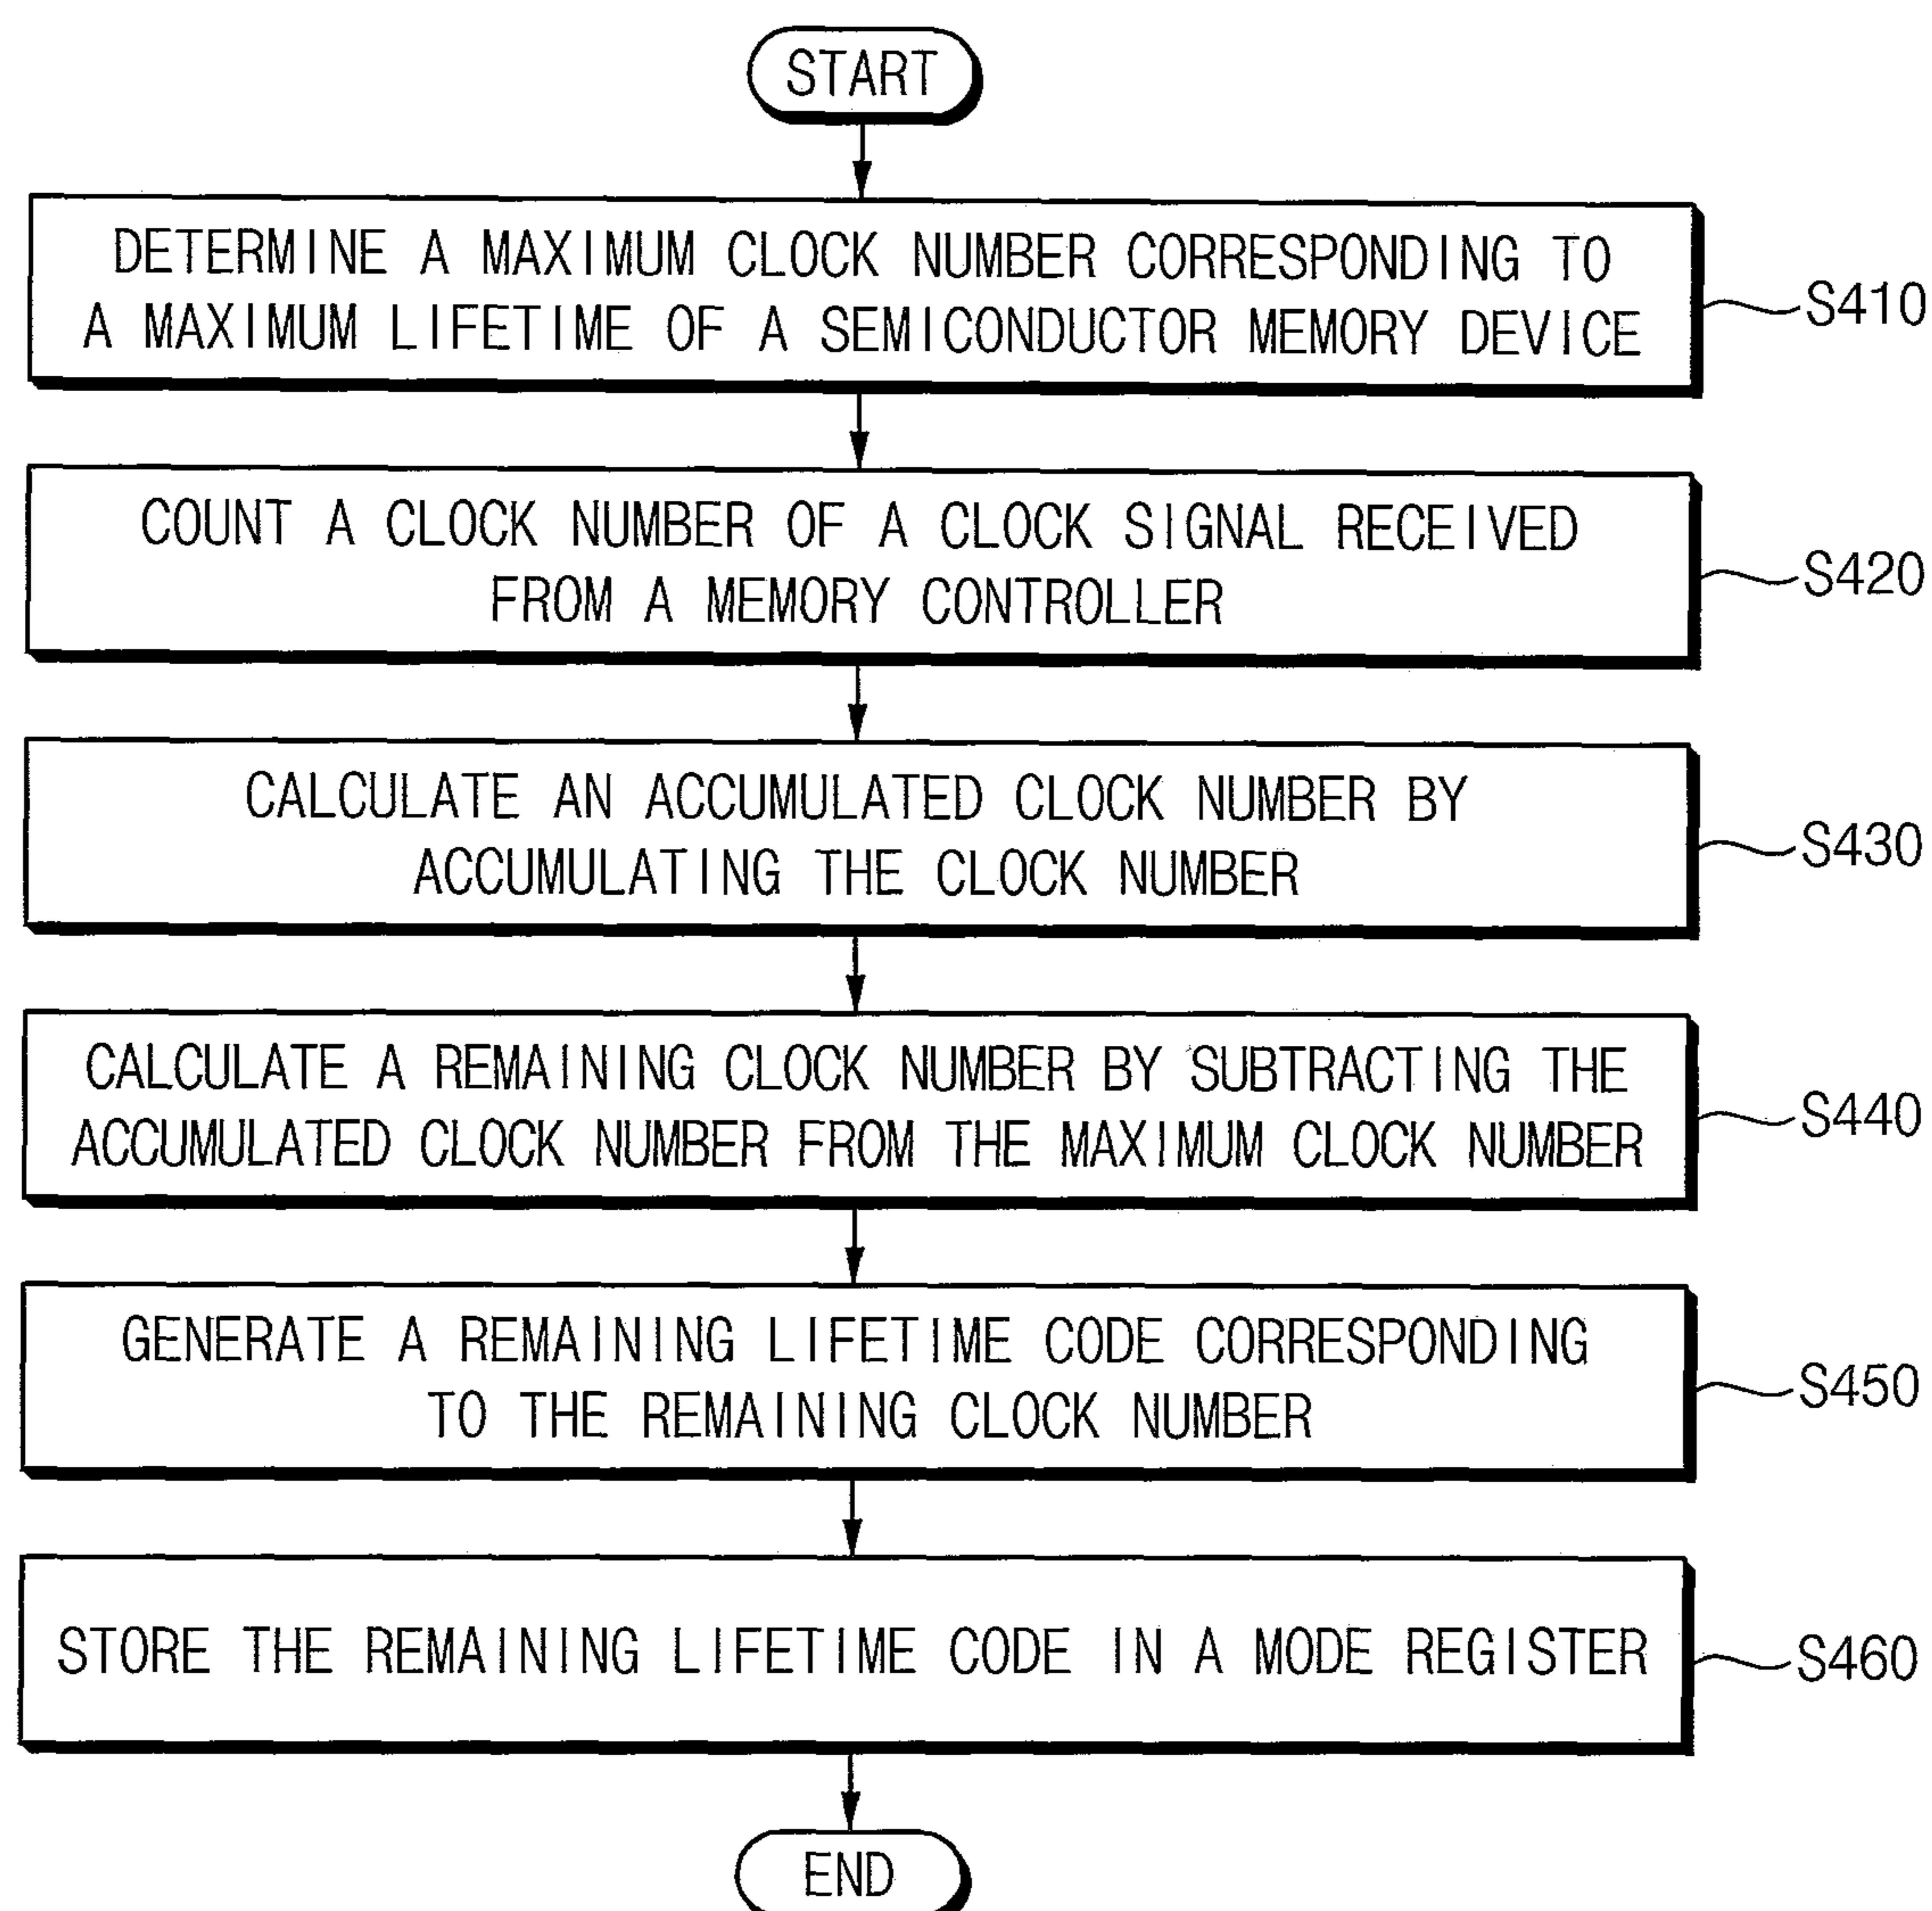 START
DETERMINE A MAXIMUM CLOCK NUMBER CORRESPONDING TO
A MAXIMUM LIFETIME OF A SEMICONDUCTOR MEMORY DEVICE
S410
COUNT A CLOCK NUMBER OF A CLOCK SIGNAL RECEIVED
FROM A MEMORY CONTROLLER
S420
CALCULATE AN ACCUMULATED CLOCK NUMBER BY
ACCUMULATING THE CLOCK NUMBER
S430
CALCULATE A REMAINING CLOCK NUMBER BY SUBTRACTING THE
ACCUMULATED CLOCK NUMBER FROM THE MAXIMUM CLOCK NUMBER
S440
GENERATE A REMAINING LIFETIME CODE CORRESPONDING
TO THE REMAINING CLOCK NUMBER
S450
STORE THE REMAINING LIFETIME CODE IN A MODE REGISTER
S460
END